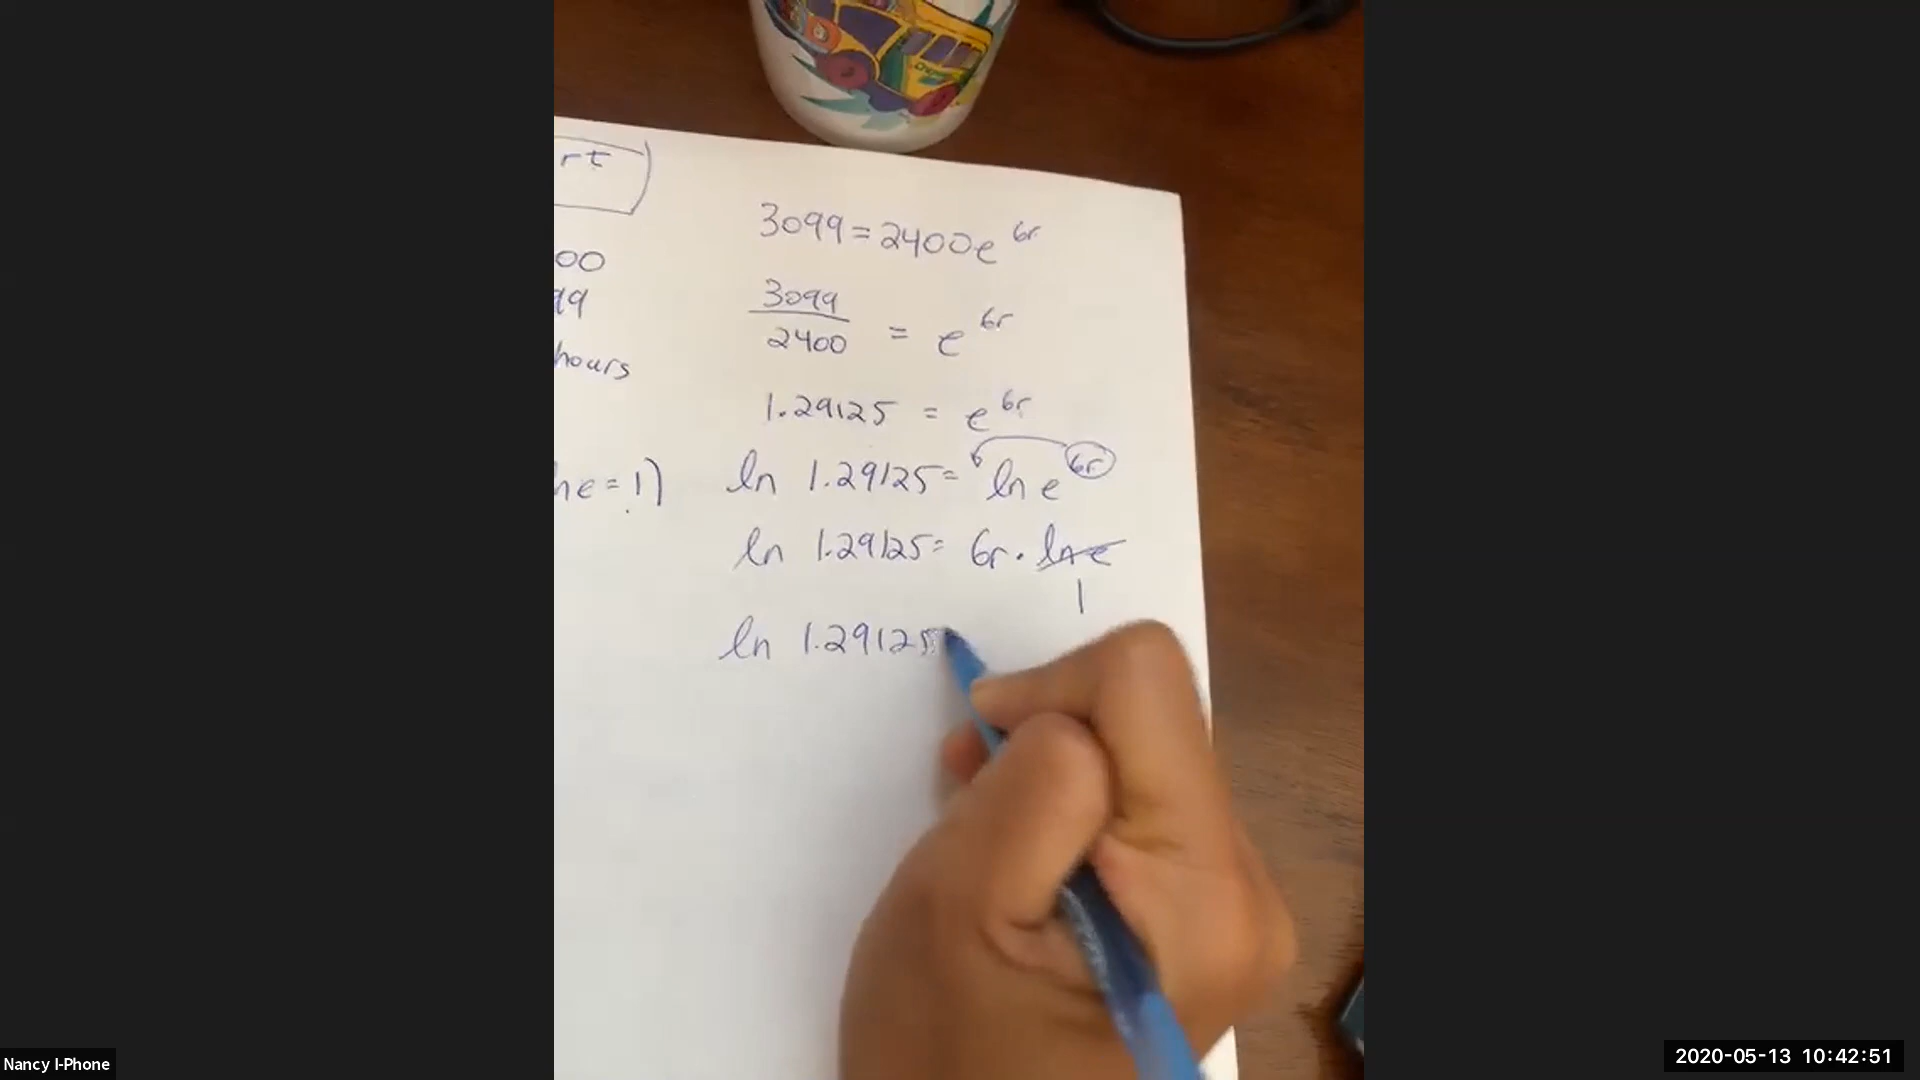 rt
00
99
hours
ne = 1)
3099 = 2400e^6r
3099/2400 = e^6r
1.29125 = e^6r
ln 1.29125 = ln e^6r
ln 1.29125 = 6r · ln e
1
ln 1.29125
Nancy I-Phone
2020-05-13 10:42:51